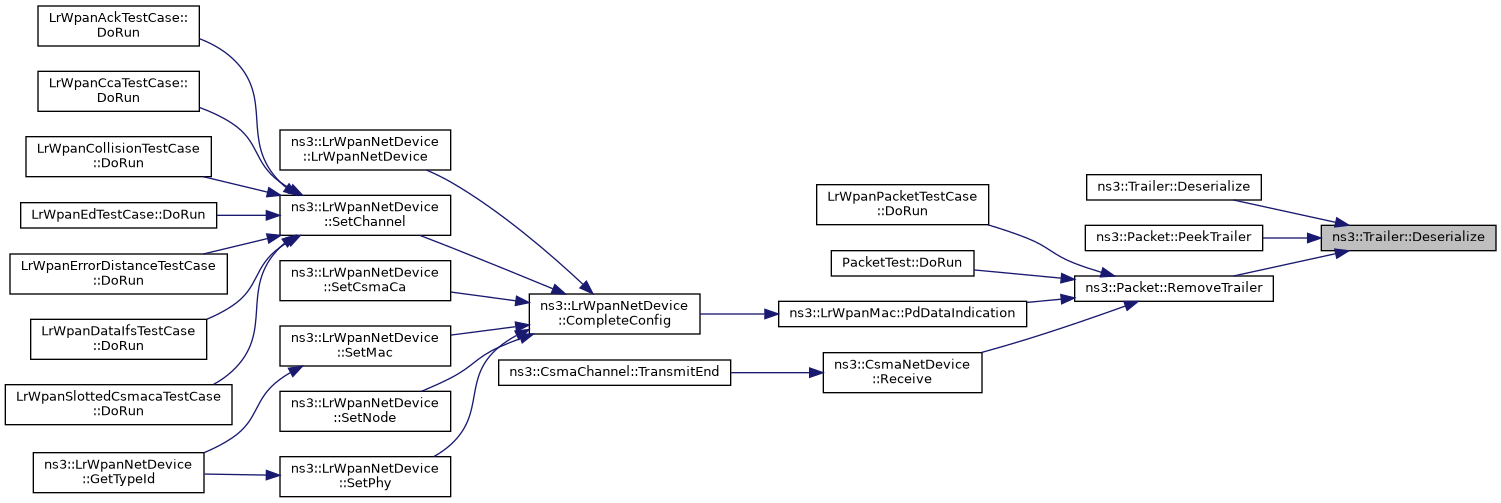 LrWpanAckTestCase::
DoRun
LrWpanCcaTestCase::
DoRun
LrWpanCollisionTestCase
::DoRun
LrWpanEdTestCase::DoRun
LrWpanErrorDistanceTestCase
::DoRun
LrWpanDataIfsTestCase
::DoRun
LrWpanSlottedCsmacaTestCase
::DoRun
ns3::LrWpanNetDevice
::GetTypeId
ns3::LrWpanNetDevice
::LrWpanNetDevice
ns3::LrWpanNetDevice
::SetChannel
ns3::LrWpanNetDevice
::SetCsmaCa
ns3::LrWpanNetDevice
::SetMac
ns3::LrWpanNetDevice
::SetNode
ns3::LrWpanNetDevice
::SetPhy
ns3::LrWpanNetDevice
::CompleteConfig
ns3::CsmaChannel::TransmitEnd
LrWpanPacketTestCase
::DoRun
PacketTest::DoRun
ns3::LrWpanMac::PdDataIndication
ns3::CsmaNetDevice
::Receive
ns3::Trailer::Deserialize
ns3::Packet::PeekTrailer
ns3::Packet::RemoveTrailer
ns3::Trailer::Deserialize